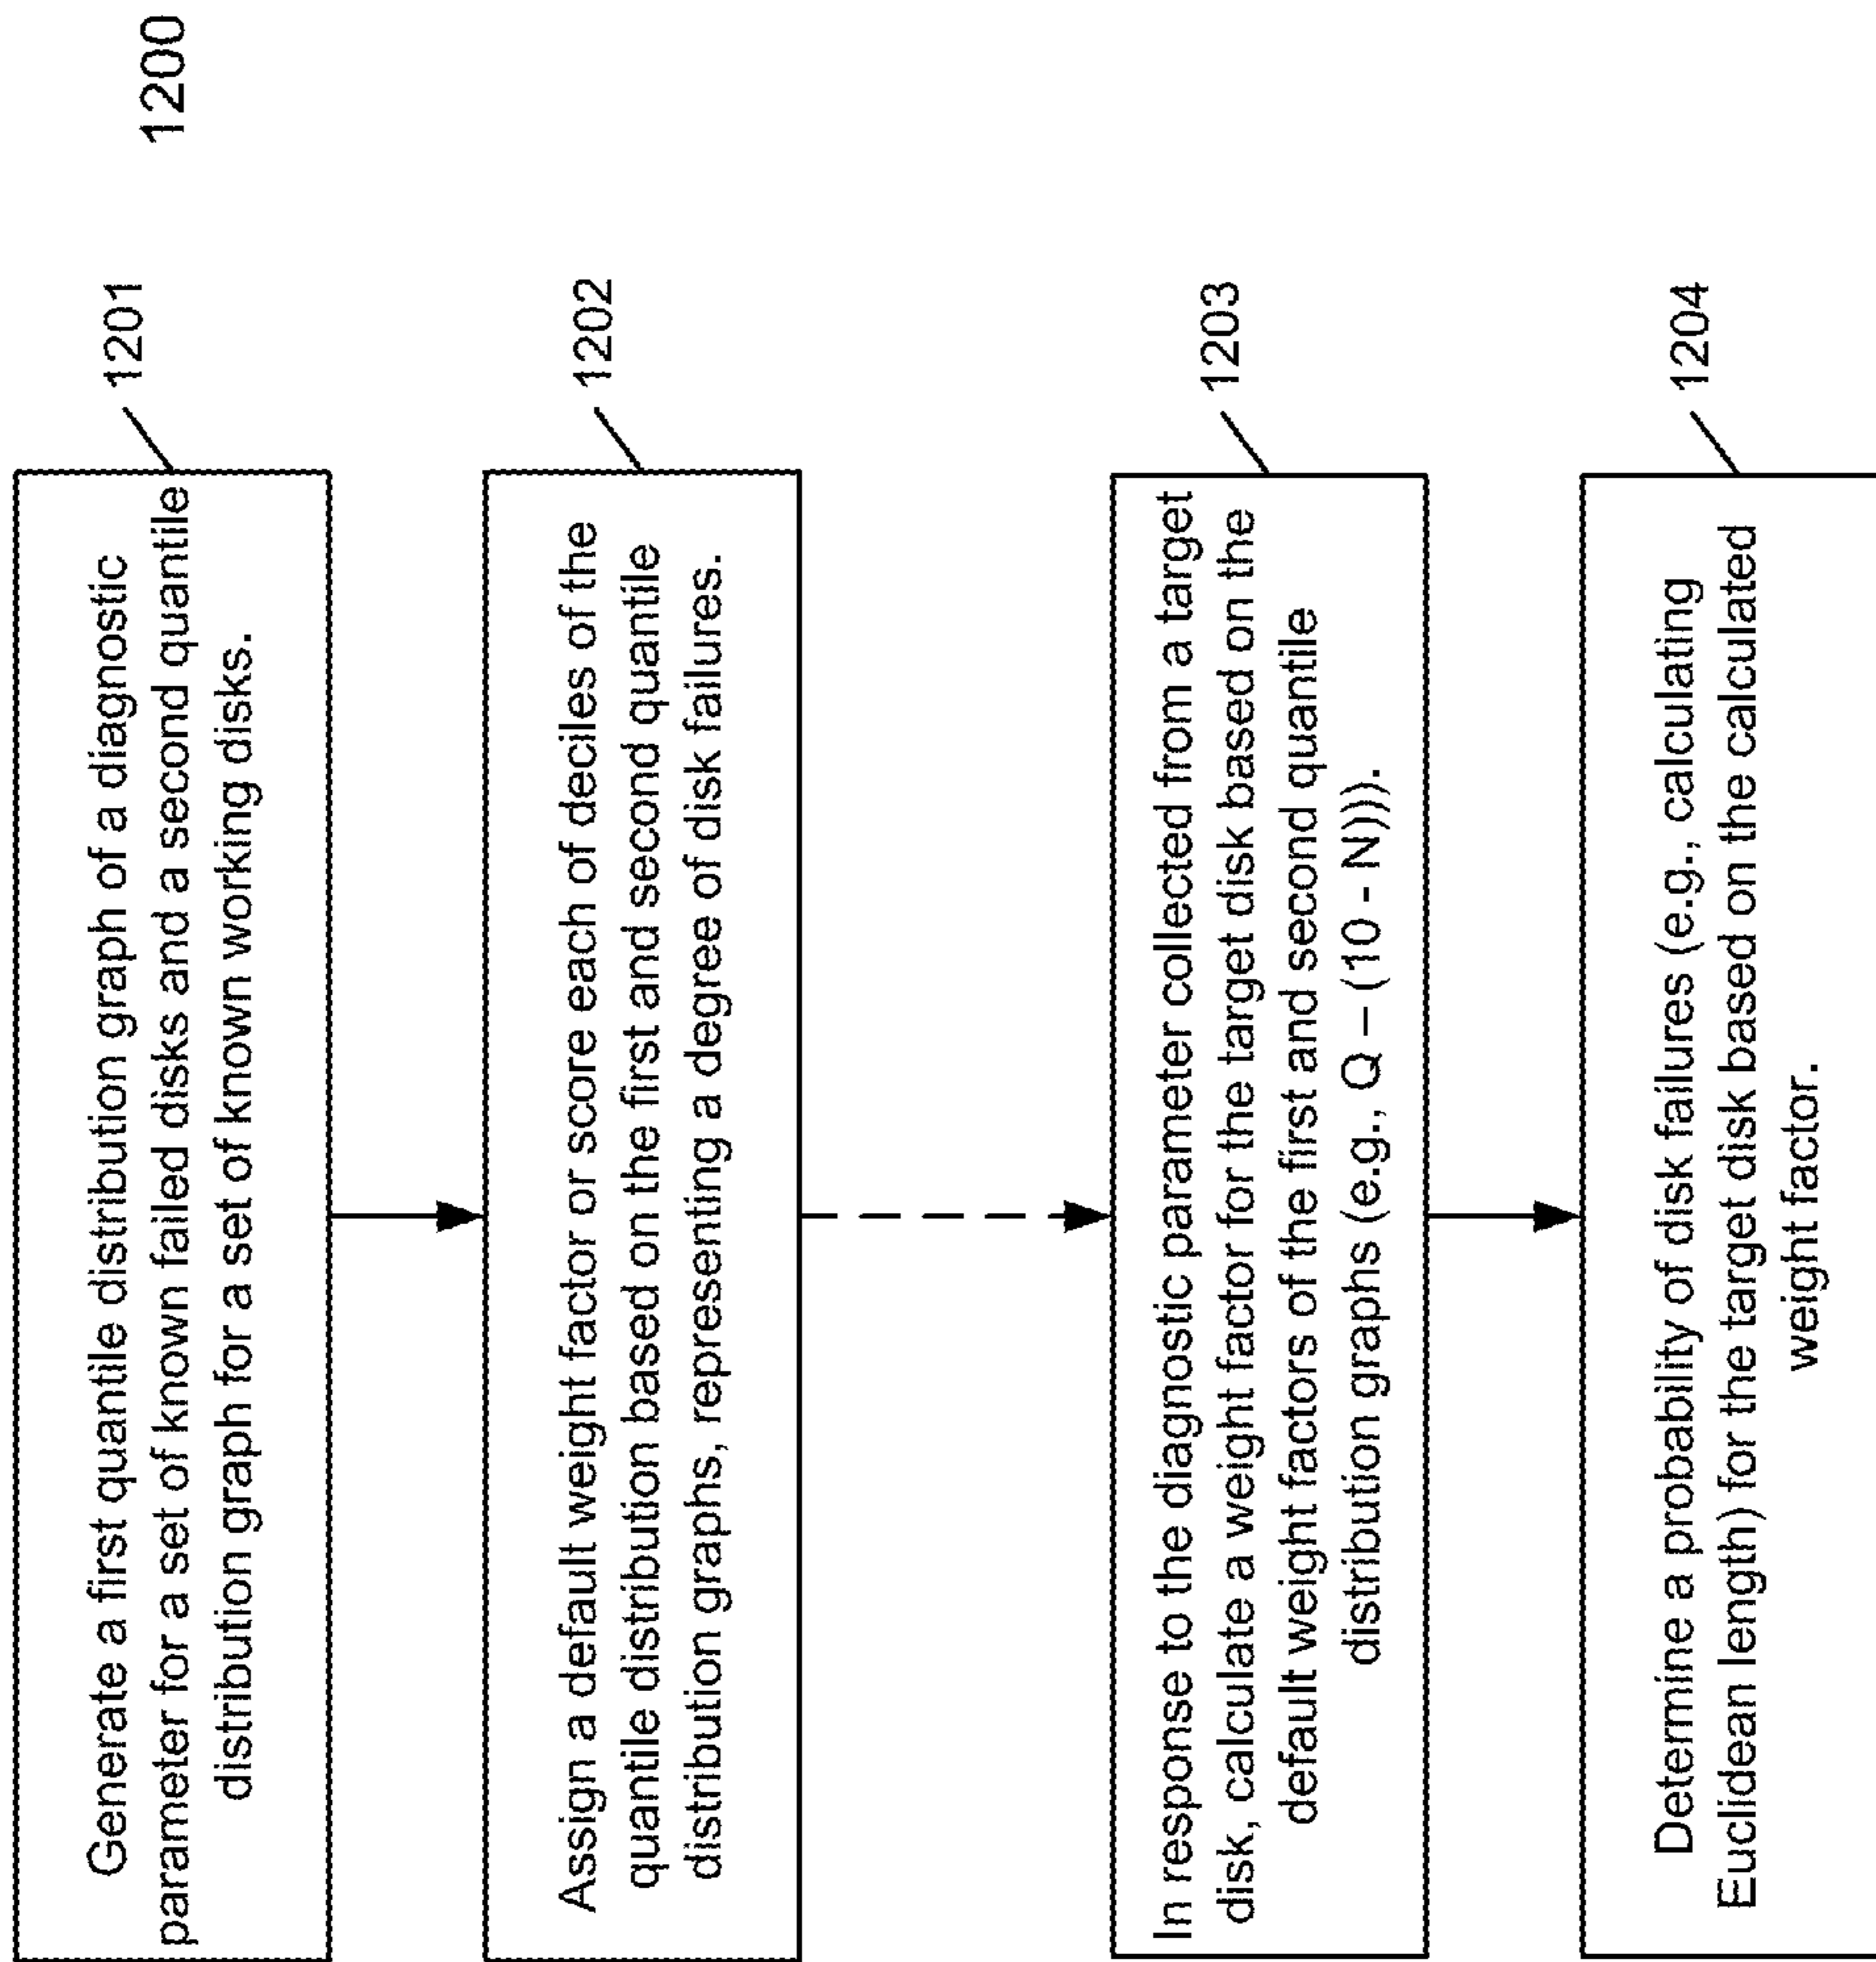 1200
1201
Generate a first quantile distribution graph of a diagnostic
parameter for a set of known failed disks and a second quantile
distribution graph for a set of known working disks.
1202
Assign a default weight factor or score each of deciles of the
quantile distribution based on the first and second quantile
distribution graphs, representing a degree of disk failures.
1203
In response to the diagnostic parameter collected from a target
disk, calculate a weight factor for the target disk based on the
default weight factors of the first and second quantile
distribution graphs (e.g., Q – (10 - N))).
1204
Determine a probability of disk failures (e.g., calculating
Euclidean length) for the target disk based on the calculated
weight factor.